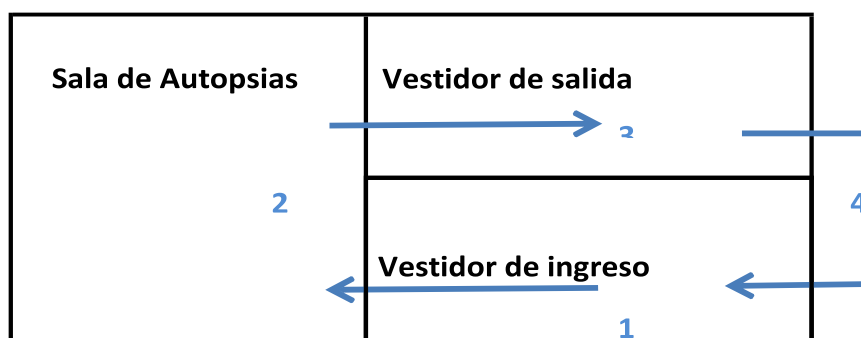 Sala de Autopsias
Vestidor de salida
3
2
4
Vestidor de ingreso
1